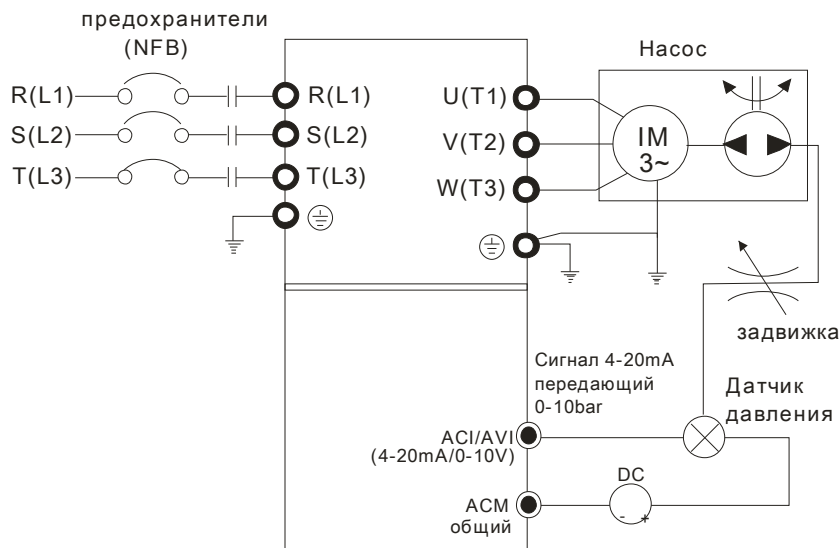 предохранители
(NFB)
Насос
R(L1)
R(L1)
U(T1)
S(L2)
S(L2)
V(T2)
IM
3~
T(L3)
T(L3)
W(T3)
задвижка
Сигнал 4-20mA
передающий
0-10bar
Датчик
давления
ACI/AVI
(4-20mA/0-10V)
DC
- +
ACM
общий